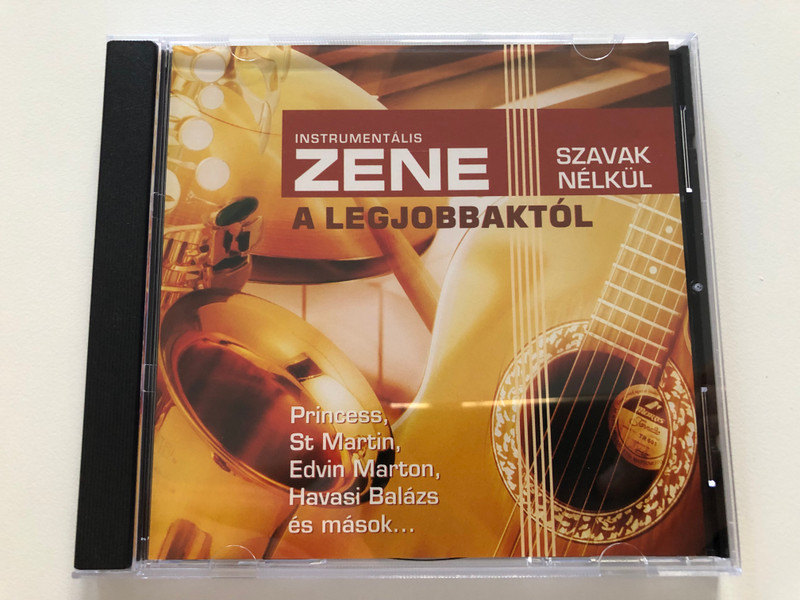 INSTRUMENTÁLIS
ZENE
SZAVAK
NÉLKÜL
A LEGJOBBAKTÓL
Princess,
St Martin,
Edvin Marton,
Havasi Balázs
és mások...